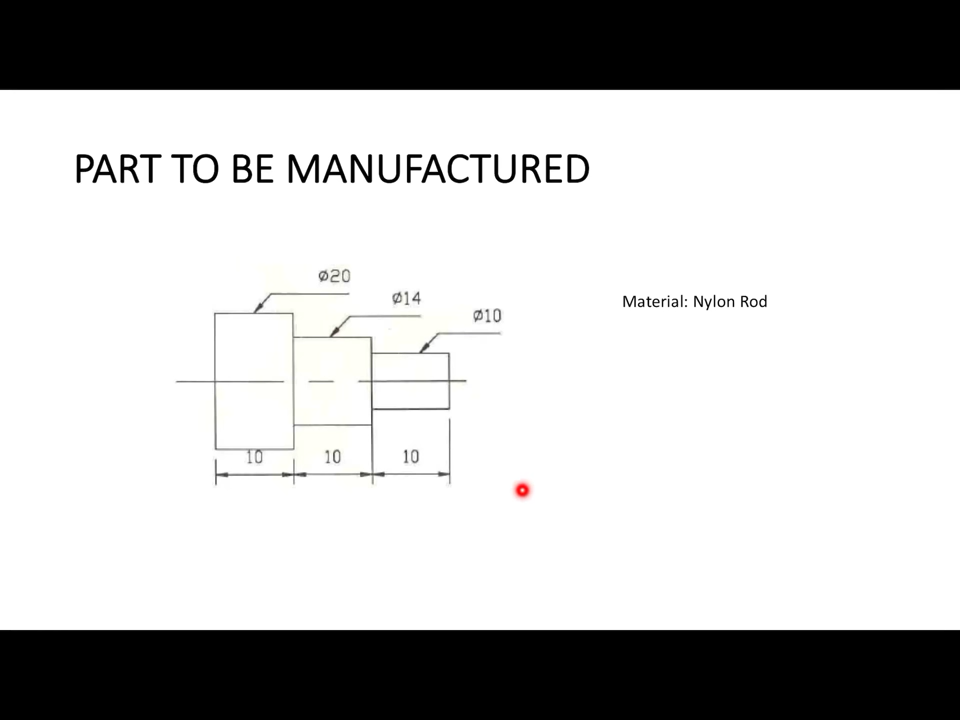 PART TO BE MANUFACTURED
Ø20
Ø14
Ø10
Material: Nylon Rod
10 10 10